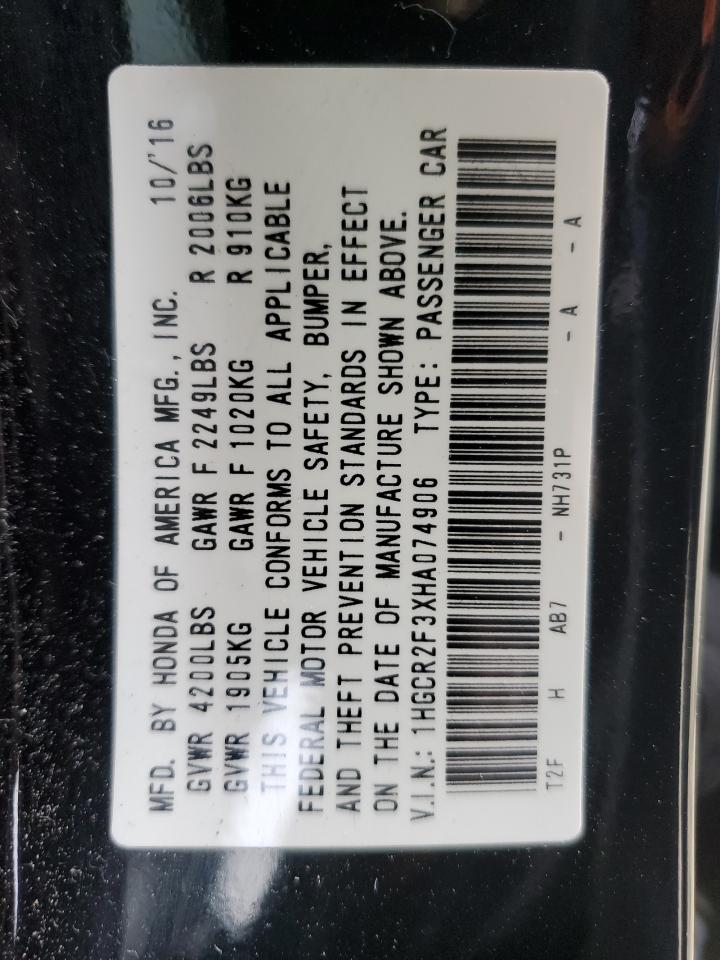 MFD. BY HONDA OF AMERICA MFG., INC. 10/'16
GVWR 4200LBS GAWR F 2249LBS R 2006LBS
GVWR 1905KG GAWR F 1020KG R 910KG
THIS VEHICLE CONFORMS TO ALL APPLICABLE
FEDERAL MOTOR VEHICLE SAFETY, BUMPER,
AND THEFT PREVENTION STANDARDS IN EFFECT
ON THE DATE OF MANUFACTURE SHOWN ABOVE.
V.I.N.: 1HGCR2F3XHA074906 TYPE: PASSENGER CAR
T2F H AB7 - NH731P - A - A